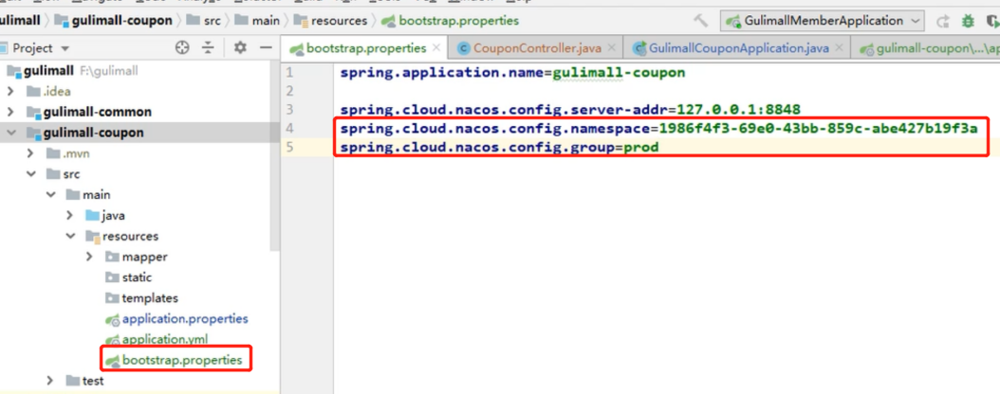 gulimall-coupon src main resources bootstrap.properties
GulimallMemberApplication
Project
bootstrap.properties CouponController.java GulimallCouponApplication.java gulimall-coupon\...\ap
gulimall F:\gulimall
.idea
gulimall-common
gulimall-coupon
.mvn
src
main
java
resources
mapper
static
templates
application.properties
application.yml
bootstrap.properties
test
1 spring.application.name=gulimall-coupon
2
3 spring.cloud.nacos.config.server-addr=127.0.0.1:8848
4 spring.cloud.nacos.config.namespace=1986f4f3-69e0-43bb-859c-abe427b19f3a
5 spring.cloud.nacos.config.group=prod